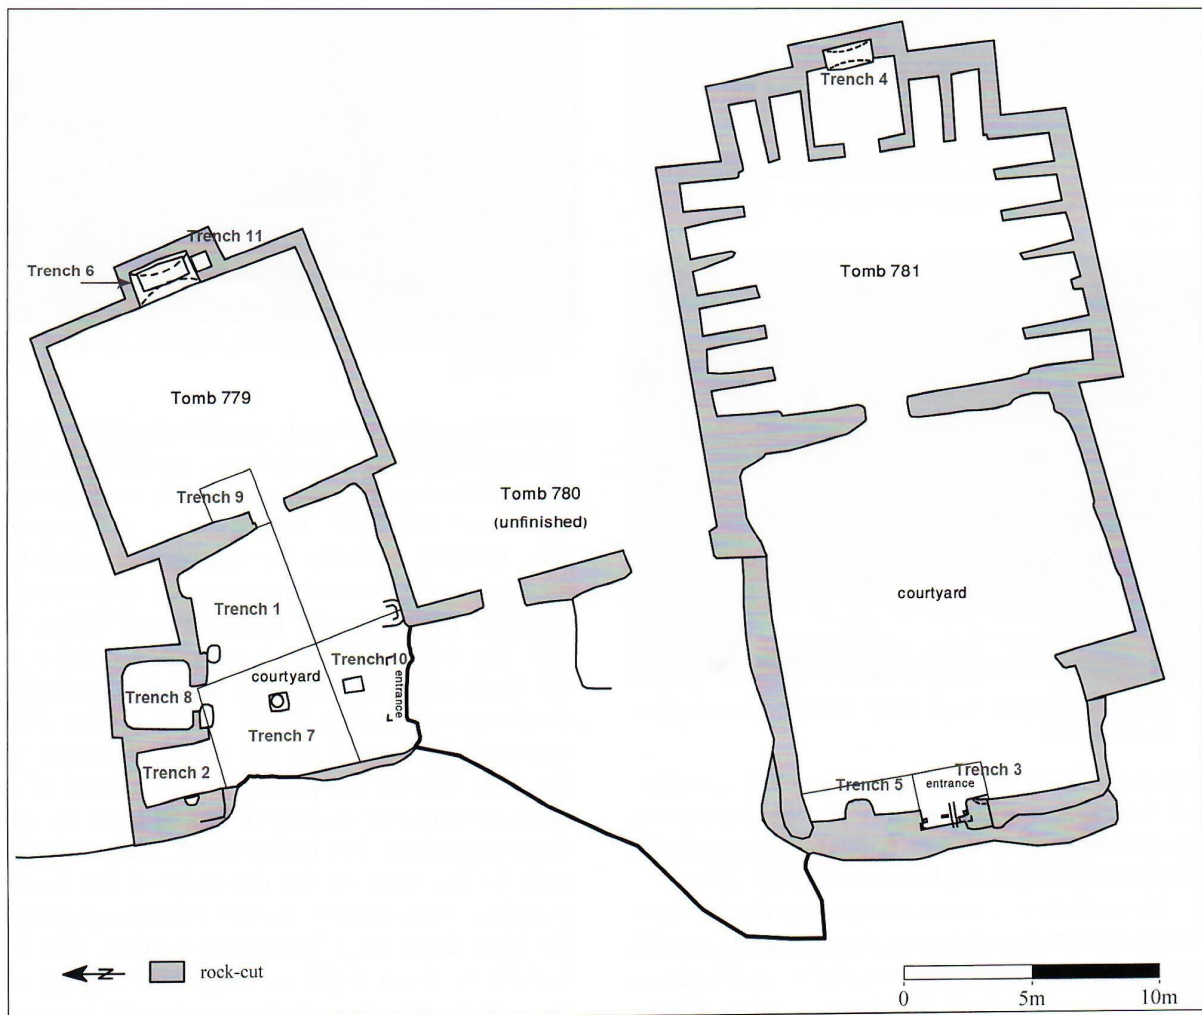 Trench 4
Trench 11
Trench 6
Tomb 781
Tomb 779
Trench 9
Tomb 780
(unfinished)
Trench 1
courtyard
Trench 10
courtyard
entrance
Trench 8
Trench 7
Trench 2
Trench 3
Trench 5
entrance
N
rock-cut
0
5m
10m